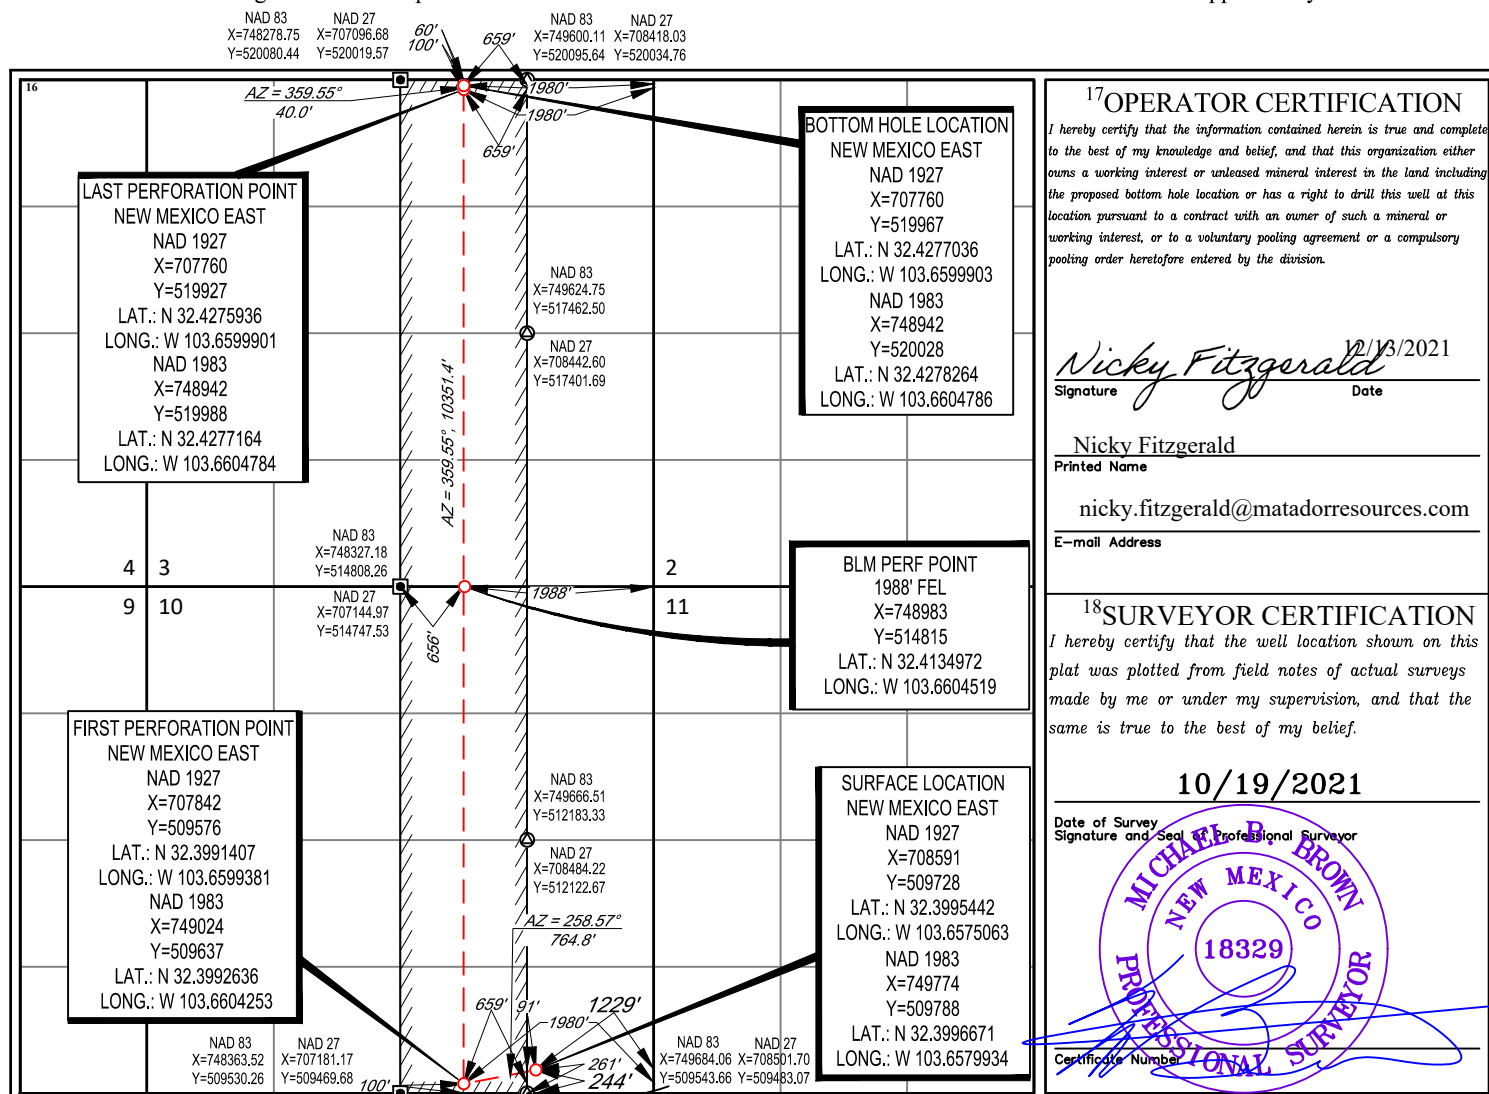 NAD 83
X=748278.75
Y=520080.44
NAD 27
X=707096.68
Y=520019.57
60'
100'
659'
NAD 83
X=749600.11
Y=520095.64
NAD 27
X=708418.03
Y=520034.76
16
AZ = 359.55°
40.0'
1980'
1980'
659'
LAST PERFORATION POINT
NEW MEXICO EAST
NAD 1927
X=707760
Y=519927
LAT.: N 32.4275936
LONG.: W 103.6599901
NAD 1983
X=748942
Y=519988
LAT.: N 32.4277164
LONG.: W 103.6604784
BOTTOM HOLE LOCATION
NEW MEXICO EAST
NAD 1927
X=707760
Y=519967
LAT.: N 32.4277036
LONG.: W 103.6599903
NAD 1983
X=748942
Y=520028
LAT.: N 32.4278264
LONG.: W 103.6604786
NAD 83
X=749624.75
Y=517462.50
NAD 27
X=708442.60
Y=517401.69
AZ = 359.55°, 10351.4'
NAD 83
X=748327.18
Y=514808.26
NAD 27
X=707144.97
Y=514747.53
4 3
9 10
2
11
1988'
656'
BLM PERF POINT
1988' FEL
X=748983
Y=514815
LAT.: N 32.4134972
LONG.: W 103.6604519
FIRST PERFORATION POINT
NEW MEXICO EAST
NAD 1927
X=707842
Y=509576
LAT.: N 32.3991407
LONG.: W 103.6599381
NAD 1983
X=749024
Y=509637
LAT.: N 32.3992636
LONG.: W 103.6604253
NAD 83
X=749666.51
Y=512183.33
NAD 27
X=708484.22
Y=512122.67
AZ = 258.57°
764.8'
SURFACE LOCATION
NEW MEXICO EAST
NAD 1927
X=708591
Y=509728
LAT.: N 32.3995442
LONG.: W 103.6575063
NAD 1983
X=749774
Y=509788
LAT.: N 32.3996671
LONG.: W 103.6579934
659'
91'
1229'
1980'
261'
244'
100'
NAD 83
X=748363.52
Y=509530.26
NAD 27
X=707181.17
Y=509469.68
NAD 83
X=749684.06
Y=509543.66
NAD 27
X=708501.70
Y=509483.07
17OPERATOR CERTIFICATION
I hereby certify that the information contained herein is true and complete
to the best of my knowledge and belief, and that this organization either
owns a working interest or unleased mineral interest in the land including
the proposed bottom hole location or has a right to drill this well at this
location pursuant to a contract with an owner of such a mineral or
working interest, or to a voluntary pooling agreement or a compulsory
pooling order heretofore entered by the division.
Nicky Fitzgerald 12/13/2021
Signature Date
Nicky Fitzgerald
Printed Name
nicky.fitzgerald@matadorresources.com
E-mail Address
18SURVEYOR CERTIFICATION
I hereby certify that the well location shown on this
plat was plotted from field notes of actual surveys
made by me or under my supervision, and that the
same is true to the best of my belief.
10/19/2021
Date of Survey
Signature and Seal of Professional Surveyor
MICHAEL B. BROWN
NEW MEXICO
18329
PROFESSIONAL SURVEYOR
Certificate Number